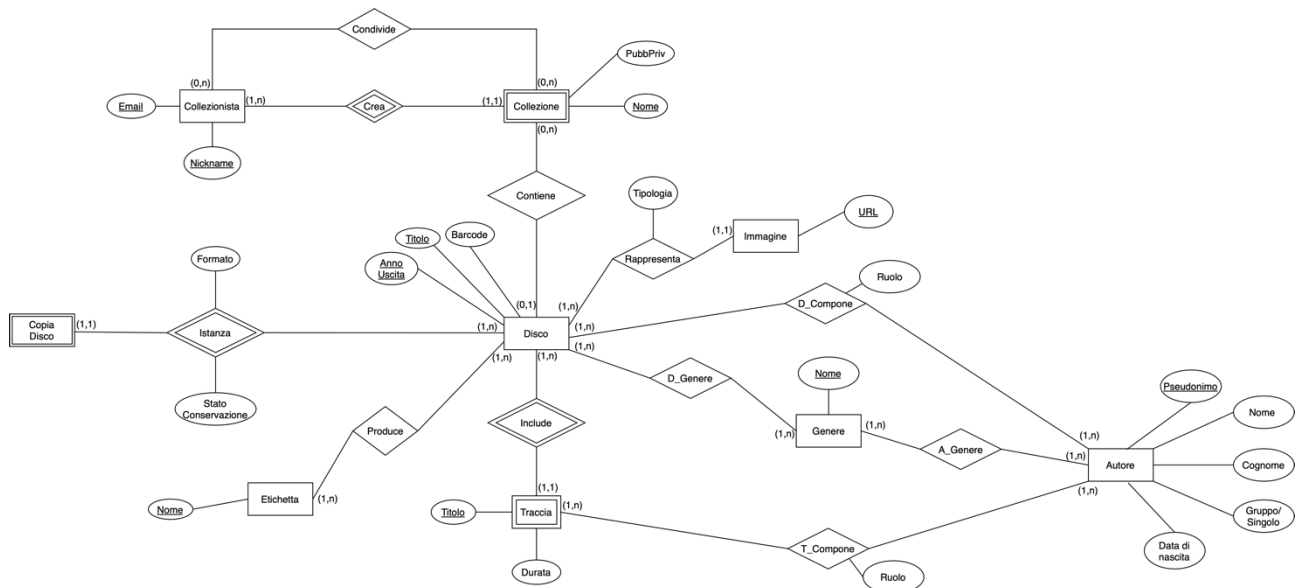 Condivide
PubbPriv
(0,n)
(0,n)
Email
Collezionista
(1,n)
Crea
(1,1)
Collezione
Nome
(0,n)
Nickname
Contiene
Tipologia
URL
Titolo
Barcode
(1,1)
Immagine
Formato
Anno
Uscita
Rappresenta
Ruolo
D_Compone
(0,1)
(1,n)
Copia
Disco
(1,1)
Istanza
(1,n)
Disco
(1,n)
(1,n)
(1,n)
(1,n)
D_Genere
Nome
Pseudonimo
Stato
Conservazione
Nome
Produce
Include
(1,n)
Genere
(1,n)
A_Genere
(1,n)
(1,n)
Autore
Cognome
(1,n)
Etichetta
(1,n)
Nome
(1,1)
Titolo
Traccia
(1,n)
Gruppo/
Singolo
T_Compone
Data di
nascita
Durata
Ruolo